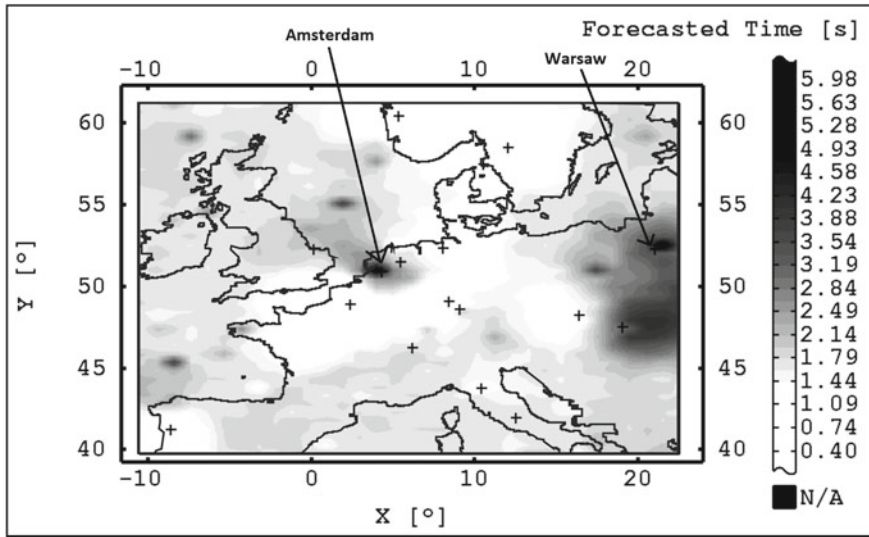 Forecasted Time [s]
Amsterdam
Warsaw
-10 0 10 20
60 60
55 55
Y [°]
50 50
45 45
40 40
-10 0 10 20
X [°]
5.98
5.63
5.28
4.93
4.58
4.23
3.88
3.54
3.19
2.84
2.49
2.14
1.79
1.44
1.09
0.74
0.40
N/A